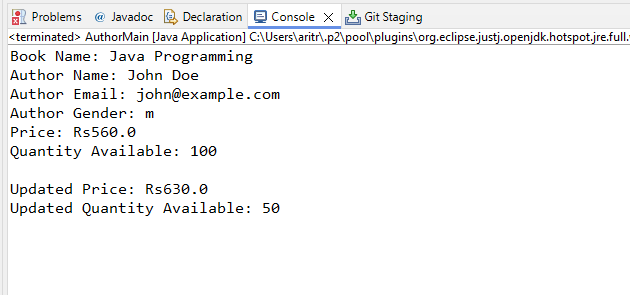 Problems @ Javadoc Declaration Console Git Staging
<terminated> AuthorMain [Java Application] C:\Users\aritr\.p2\pool\plugins\org.eclipse.justj.openjdk.hotspot.jre.full.
Book Name: Java Programming
Author Name: John Doe
Author Email: john@example.com
Author Gender: m
Price: Rs560.0
Quantity Available: 100
Updated Price: Rs630.0
Updated Quantity Available: 50